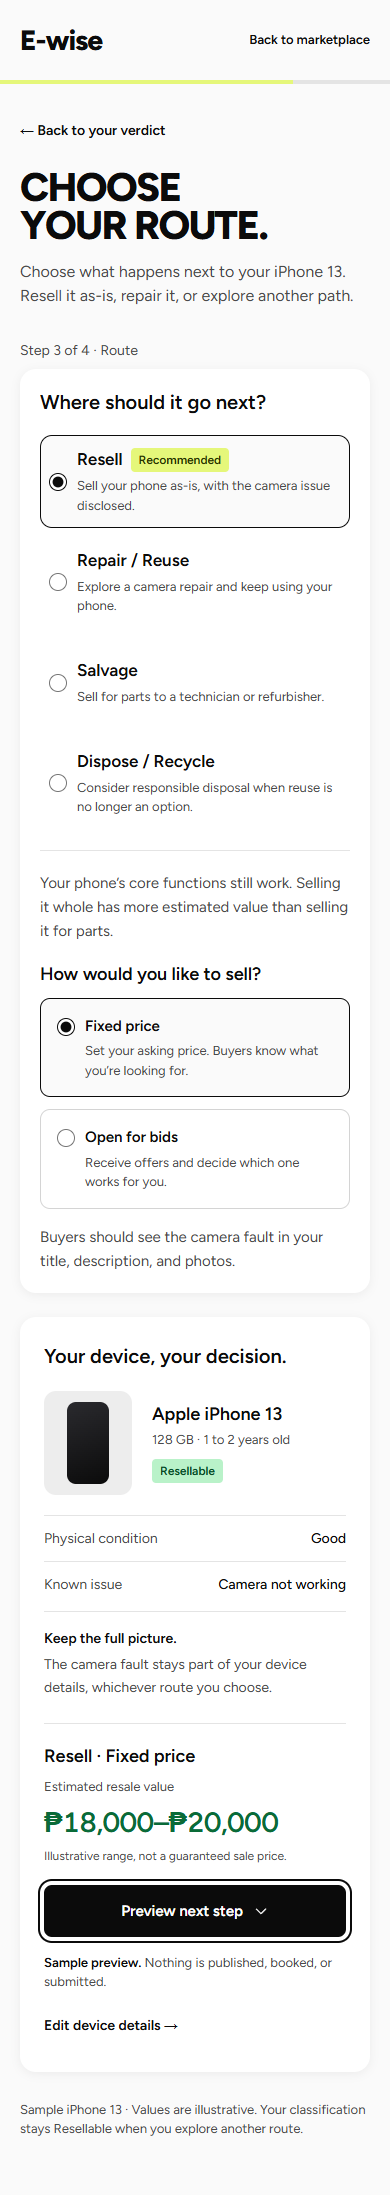 E-wise
Back to marketplace
← Back to your verdict
CHOOSE
YOUR ROUTE.
Choose what happens next to your iPhone 13.
Resell it as-is, repair it, or explore another path.
Step 3 of 4 · Route
Where should it go next?
Resell Recommended
Sell your phone as-is, with the camera issue
disclosed.
Repair / Reuse
Explore a camera repair and keep using your
phone.
Salvage
Sell for parts to a technician or refurbisher.
Dispose / Recycle
Consider responsible disposal when reuse is
no longer an option.
Your phone's core functions still work. Selling
it whole has more estimated value than selling
it for parts.
How would you like to sell?
Fixed price
Set your asking price. Buyers know what
you're looking for.
Open for bids
Receive offers and decide which one
works for you.
Buyers should see the camera fault in your
title, description, and photos.
Your device, your decision.
Apple iPhone 13
128 GB · 1 to 2 years old
Resellable
Physical condition Good
Known issue Camera not working
Keep the full picture.
The camera fault stays part of your device
details, whichever route you choose.
Resell · Fixed price
Estimated resale value
₱18,000–₱20,000
Illustrative range, not a guaranteed sale price.
Preview next step
Sample preview. Nothing is published, booked, or
submitted.
Edit device details →
Sample iPhone 13 · Values are illustrative. Your classification
stays Resellable when you explore another route.